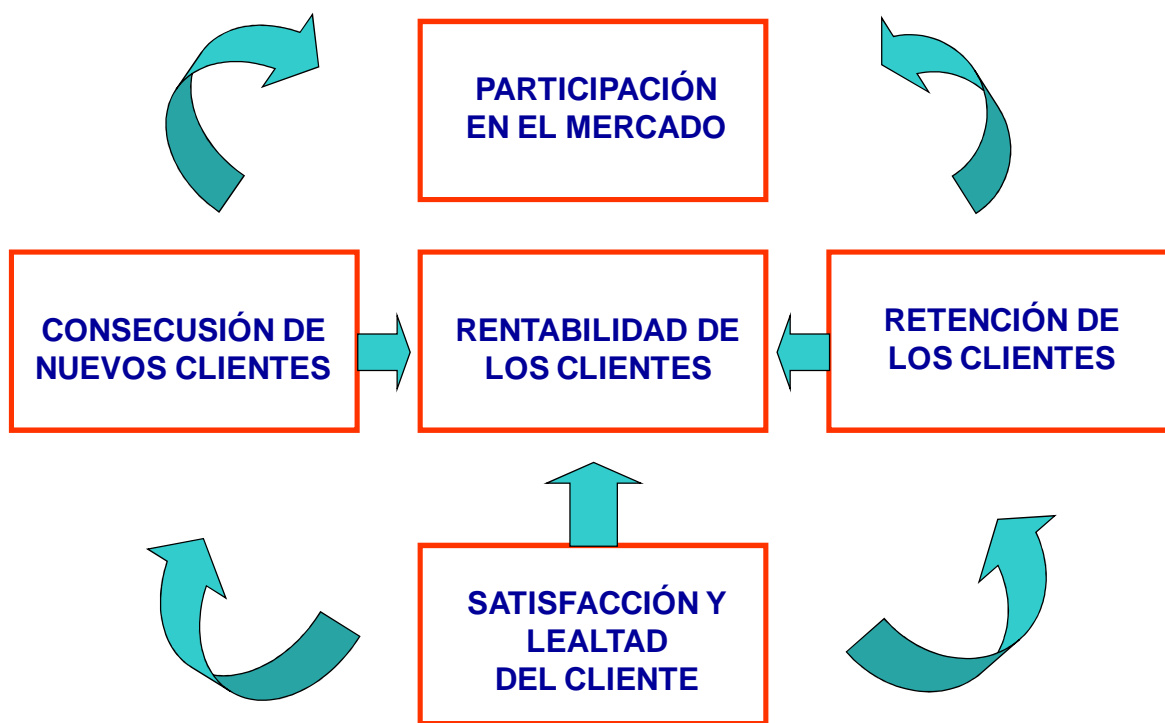 PARTICIPACIÓN
EN EL MERCADO
CONSECUSIÓN DE
NUEVOS CLIENTES
RENTABILIDAD DE
LOS CLIENTES
RETENCIÓN DE
LOS CLIENTES
SATISFACCIÓN Y
LEALTAD
DEL CLIENTE